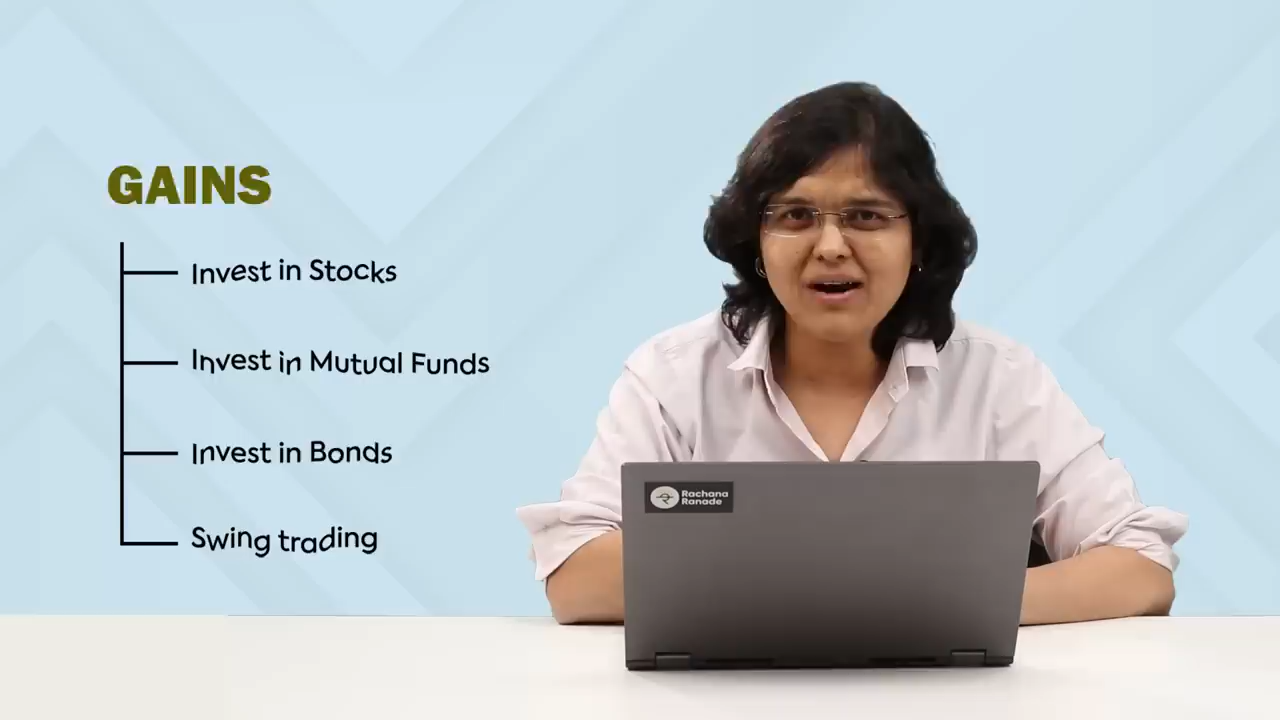 GAINS
Invest in Stocks
Invest in Mutual Funds
Invest in Bonds
Swing trading
Rachana
Ranade